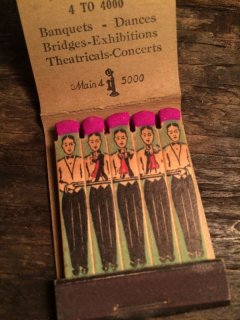 4 TO 4000
Banquets - Dances
Bridges-Exhibitions
Theatricals-Concerts
Main 4 5000